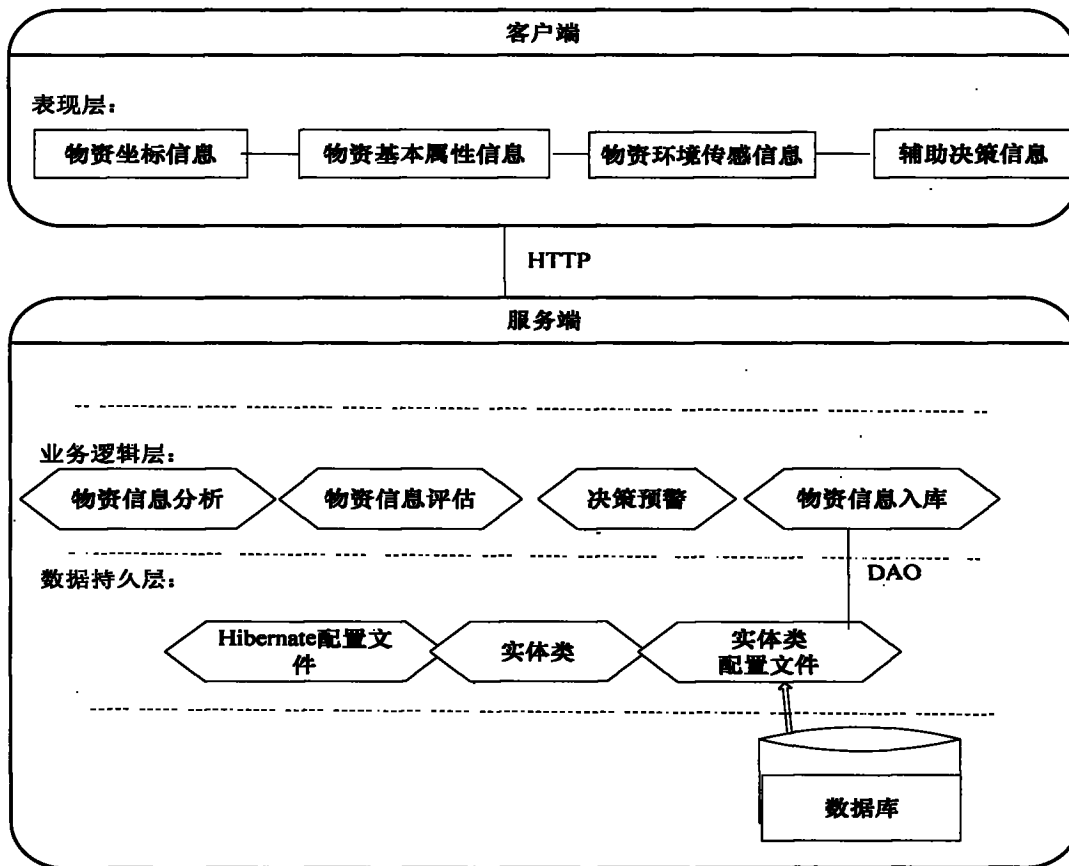 客户端
表现层：
物资坐标信息 物资基本属性信息 物资环境传感信息 辅助决策信息
HTTP
服务端
业务逻辑层：
物资信息分析 物资信息评估 决策预警 物资信息入库
DAO
数据持久层：
Hibernate配置文
件
实体类
实体类
配置文件
数据库